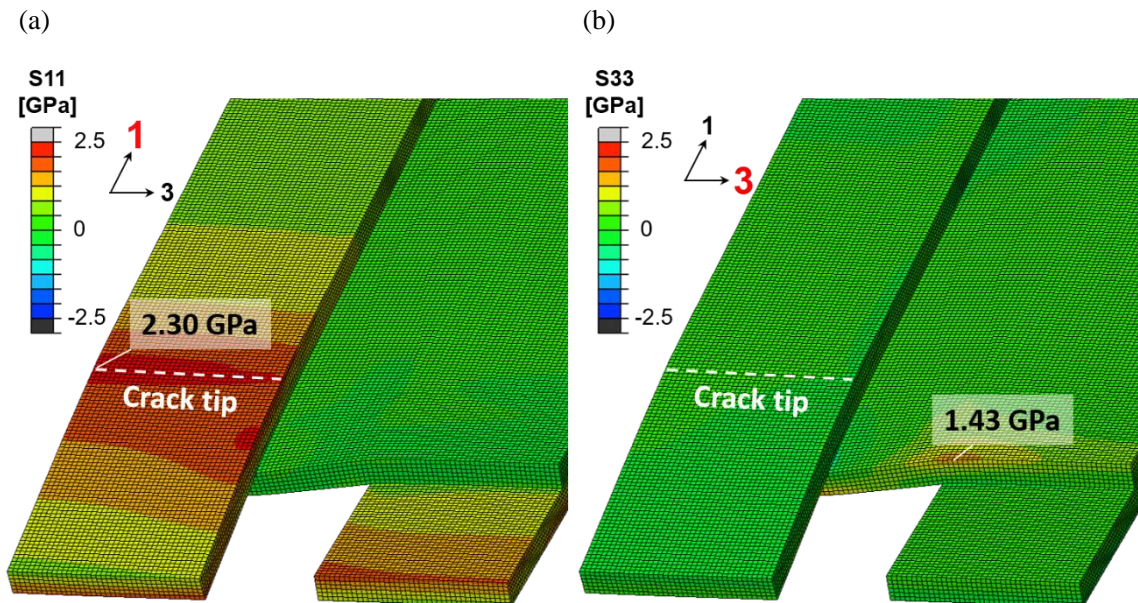 (a)
S11
[GPa]
2.5
0
-2.5
1
3
2.30 GPa
Crack tip
(b)
S33
[GPa]
2.5
0
-2.5
1
3
Crack tip
1.43 GPa